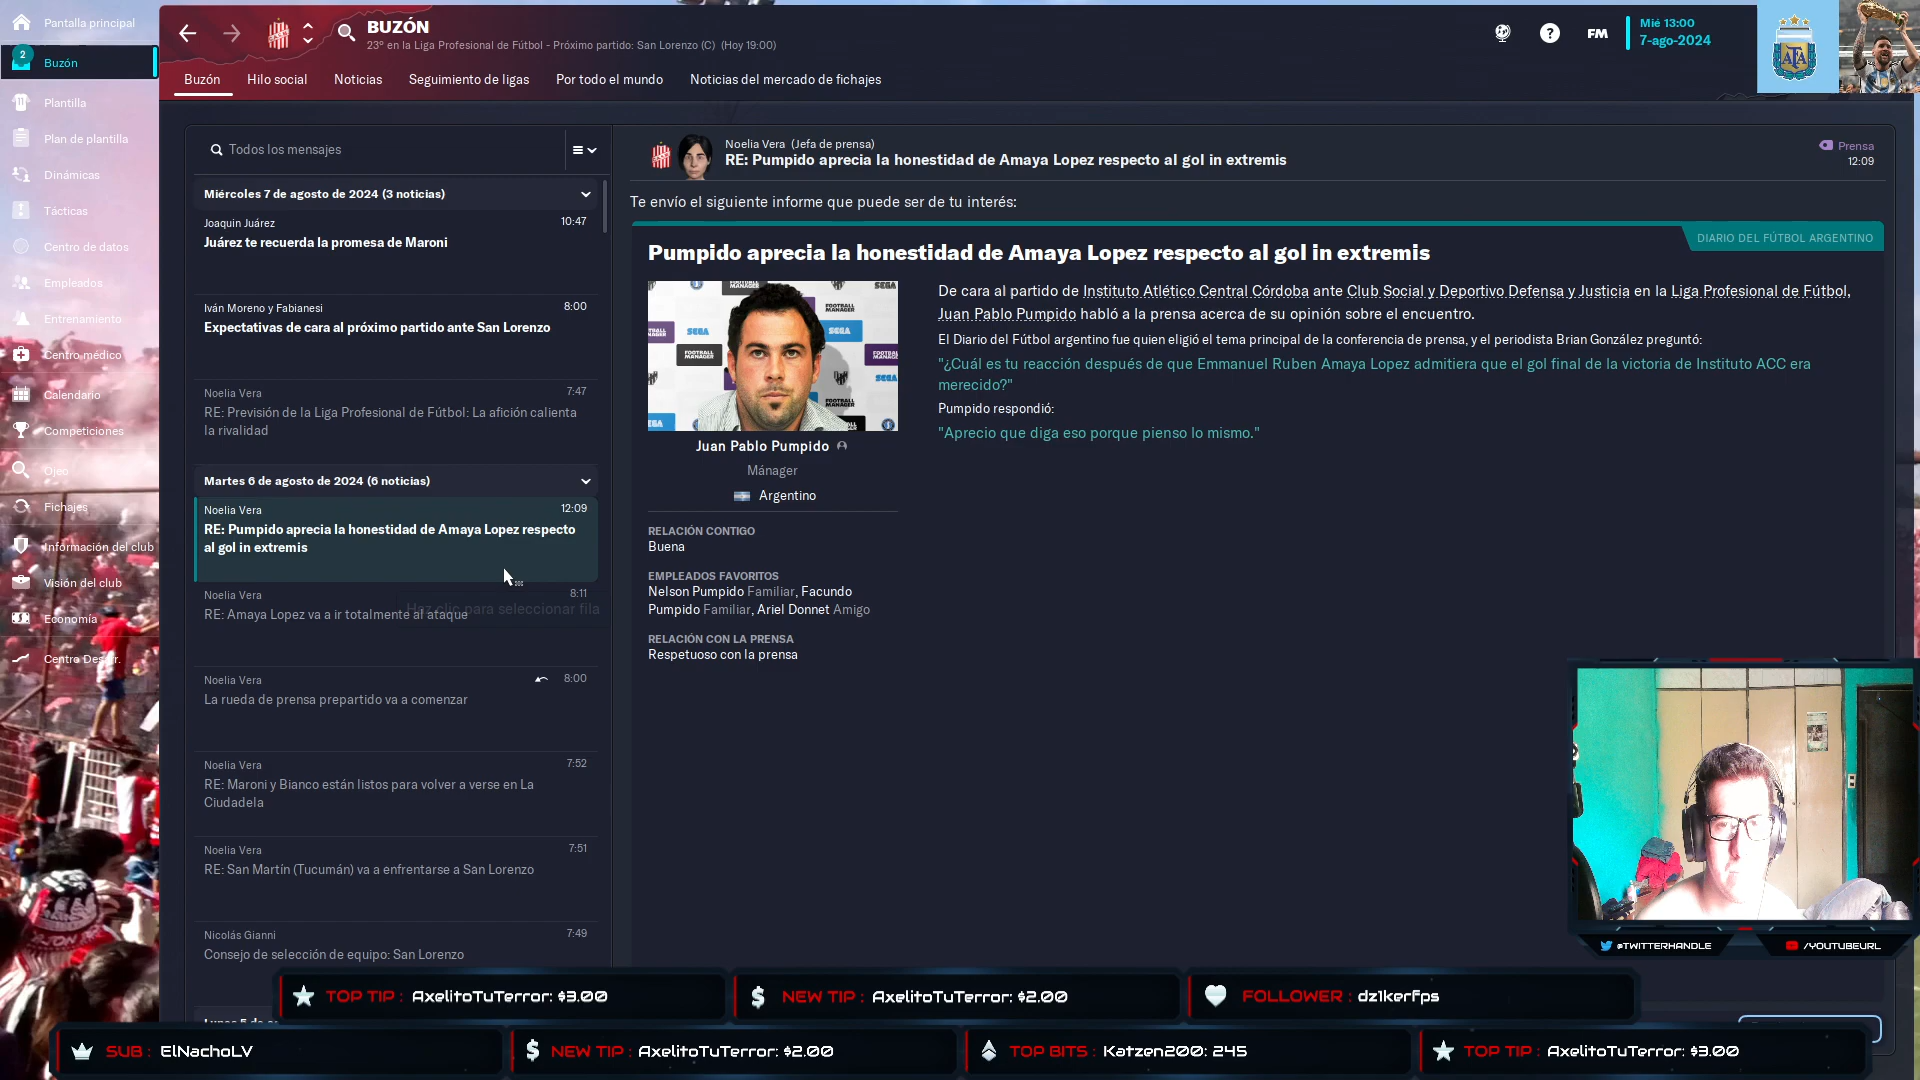 Pantalla principal
2
Buzón
Plantilla
Plan de plantilla
Dinámicas
Tácticas
Centro de datos
Empleados
Entrenamiento
Centro médico
Calendario
Competiciones
Ojeo
Fichajes
Información del club
Visión del club
Economía
BUZÓN
23º en la Liga Profesional de Fútbol - Próximo partido: San Lorenzo (C) (Hoy 19:00)
?
FM
Mié 13:00
7-ago-2024
AFA
Buzón
Hilo social
Noticias
Seguimiento de ligas
Por todo el mundo
Noticias del mercado de fichajes
Todos los mensajes
Miércoles 7 de agosto de 2024 (3 noticias)
Joaquin Juárez 10:47
Juárez te recuerda la promesa de Maroni
Iván Moreno y Fabianesi 8:00
Expectativas de cara al próximo partido ante San Lorenzo
Noelia Vera 7:47
RE: Previsión de la Liga Profesional de Fútbol: La afición calienta
la rivalidad
Martes 6 de agosto de 2024 (6 noticias)
Noelia Vera 12:09
RE: Pumpido aprecia la honestidad de Amaya Lopez respecto
al gol in extremis
Noelia Vera 8:11
Haz clic para seleccionar fila
RE: Amaya Lopez va a ir totalmente al ataque
Noelia Vera 8:00
La rueda de prensa prepartido va a comenzar
Noelia Vera 7:52
RE: Maroni y Bianco están listos para volver a verse en La
Ciudadela
Noelia Vera 7:51
RE: San Martín (Tucumán) va a enfrentarse a San Lorenzo
Nicolás Gianni 7:49
Consejo de selección de equipo: San Lorenzo
Noelia Vera (Jefa de prensa)
RE: Pumpido aprecia la honestidad de Amaya Lopez respecto al gol in extremis
Prensa
12:09
Te envío el siguiente informe que puede ser de tu interés:
DIARIO DEL FÚTBOL ARGENTINO
Pumpido aprecia la honestidad de Amaya Lopez respecto al gol in extremis
De cara al partido de Instituto Atlético Central Córdoba ante Club Social y Deportivo Defensa y Justicia en la Liga Profesional de Fútbol,
Juan Pablo Pumpido habló a la prensa acerca de su opinión sobre el encuentro.
El Diario del Fútbol argentino fue quien eligió el tema principal de la conferencia de prensa, y el periodista Brian González preguntó:
"¿Cuál es tu reacción después de que Emmanuel Ruben Amaya Lopez admitiera que el gol final de la victoria de Instituto ACC era
merecido?"
Pumpido respondió:
"Aprecio que diga eso porque pienso lo mismo."
FOOTBALL MANAGER
SEGA
Juan Pablo Pumpido
Mánager
Argentino
RELACIÓN CONTIGO
Buena
EMPLEADOS FAVORITOS
Nelson Pumpido Familiar, Facundo
Pumpido Familiar, Ariel Donnet Amigo
RELACIÓN CON LA PRENSA
Respetuoso con la prensa
@TWITTERHANDLE
/YOUTUBEURL
TOP TIP : AxelitoTuTerror: $3.00
NEW TIP : AxelitoTuTerror: $2.00
FOLLOWER : dz1kerfps
SUB : ElNachoLV
NEW TIP : AxelitoTuTerror: $2.00
TOP BITS : Katzen200: 245
TOP TIP : AxelitoTuTerror: $3.00